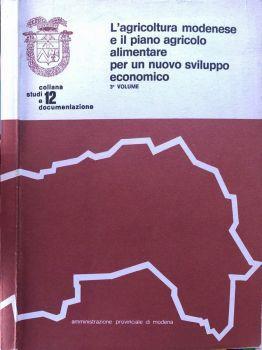 L'agricoltura modenese
e il piano agricolo
alimentare
per un nuovo sviluppo
economico
3° VOLUME
collana
studi 12
e
documentazione
amministrazione provinciale di modena